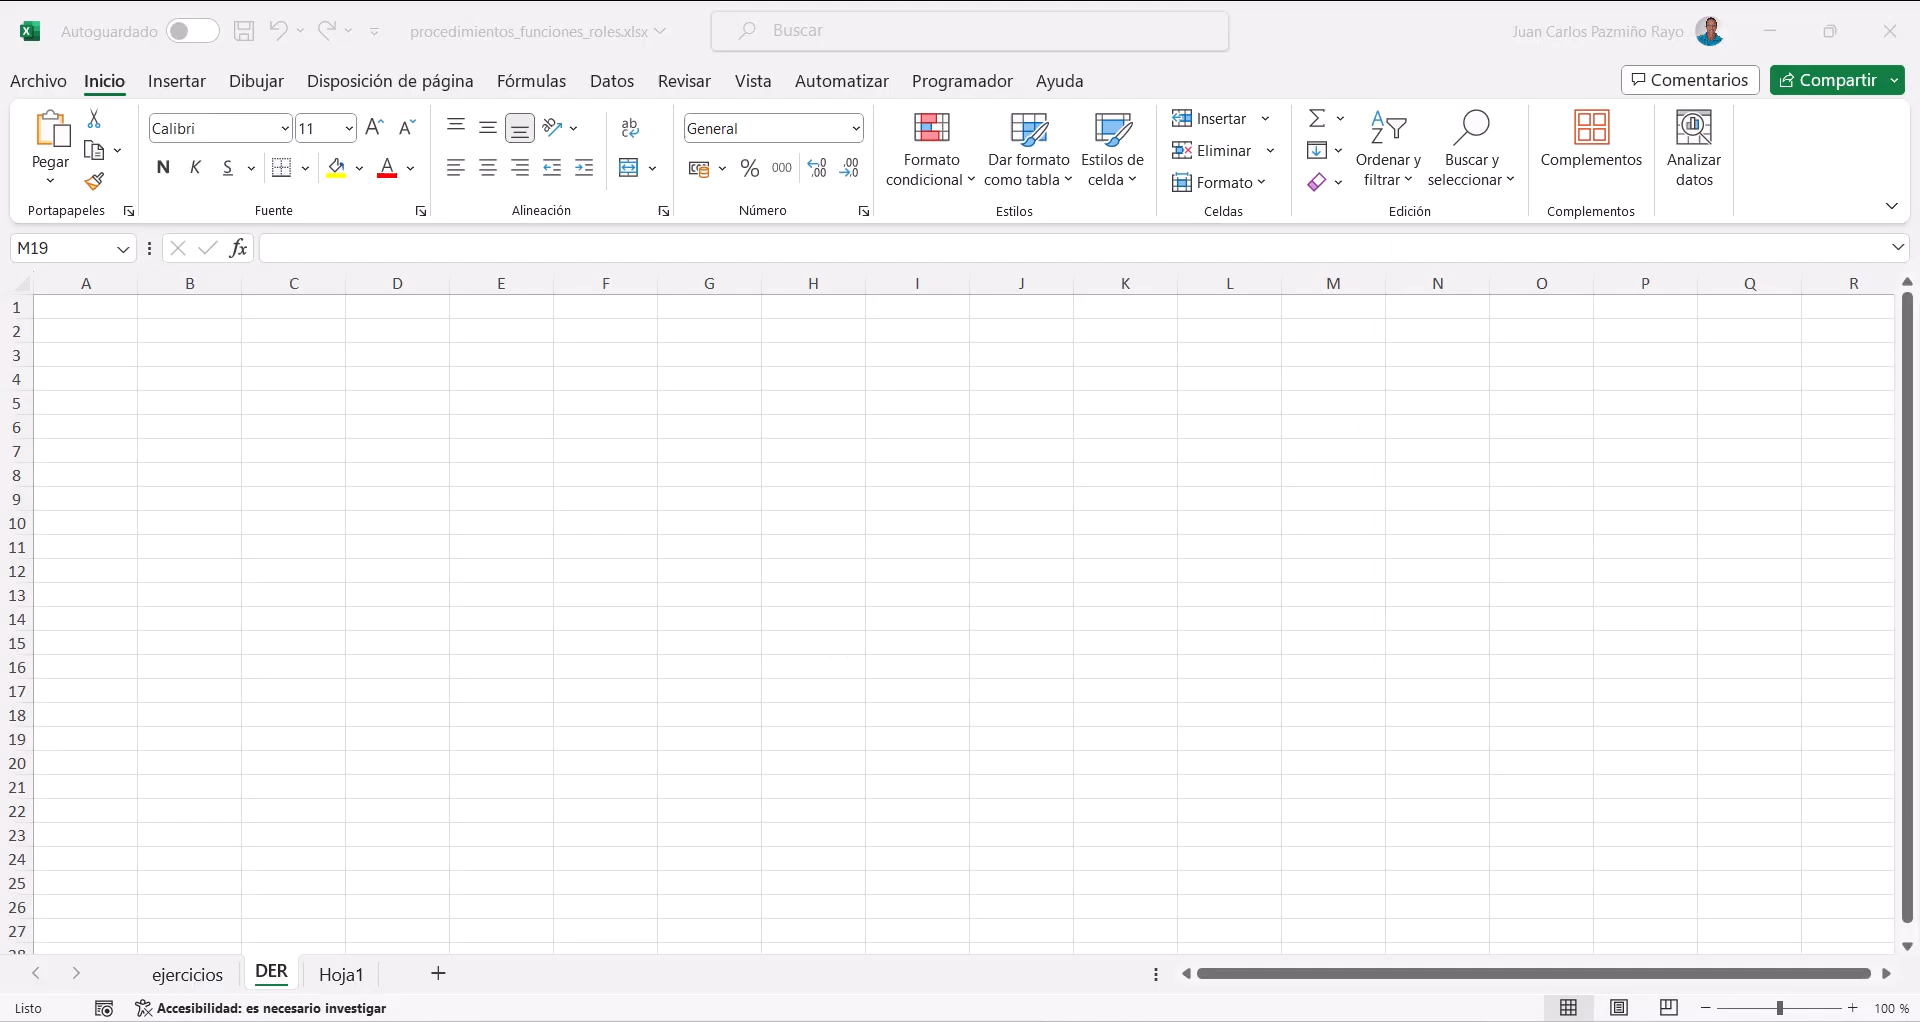 Autoguardado
procedimientos_funciones_roles.xlsx
Buscar
Juan Carlos Pazmiño Rayo
Archivo Inicio Insertar Dibujar Disposición de página Fórmulas Datos Revisar Vista Automatizar Programador Ayuda
Comentarios Compartir
Pegar
Portapapeles
Calibri 11
N K S
Fuente
ab
Alineación
General
% 000
Número
Formato condicional
Dar formato como tabla
Estilos de celda
Estilos
Insertar
Eliminar
Formato
Celdas
Ordenar y filtrar
Buscar y seleccionar
Edición
Complementos
Complementos
Analizar datos
M19
fx
A B C D E F G H I J K L M N O P Q R
1
2
3
4
5
6
7
8
9
10
11
12
13
14
15
16
17
18
19
20
21
22
23
24
25
26
27
28
ejercicios DER Hoja1
Listo
Accesibilidad: es necesario investigar
100 %